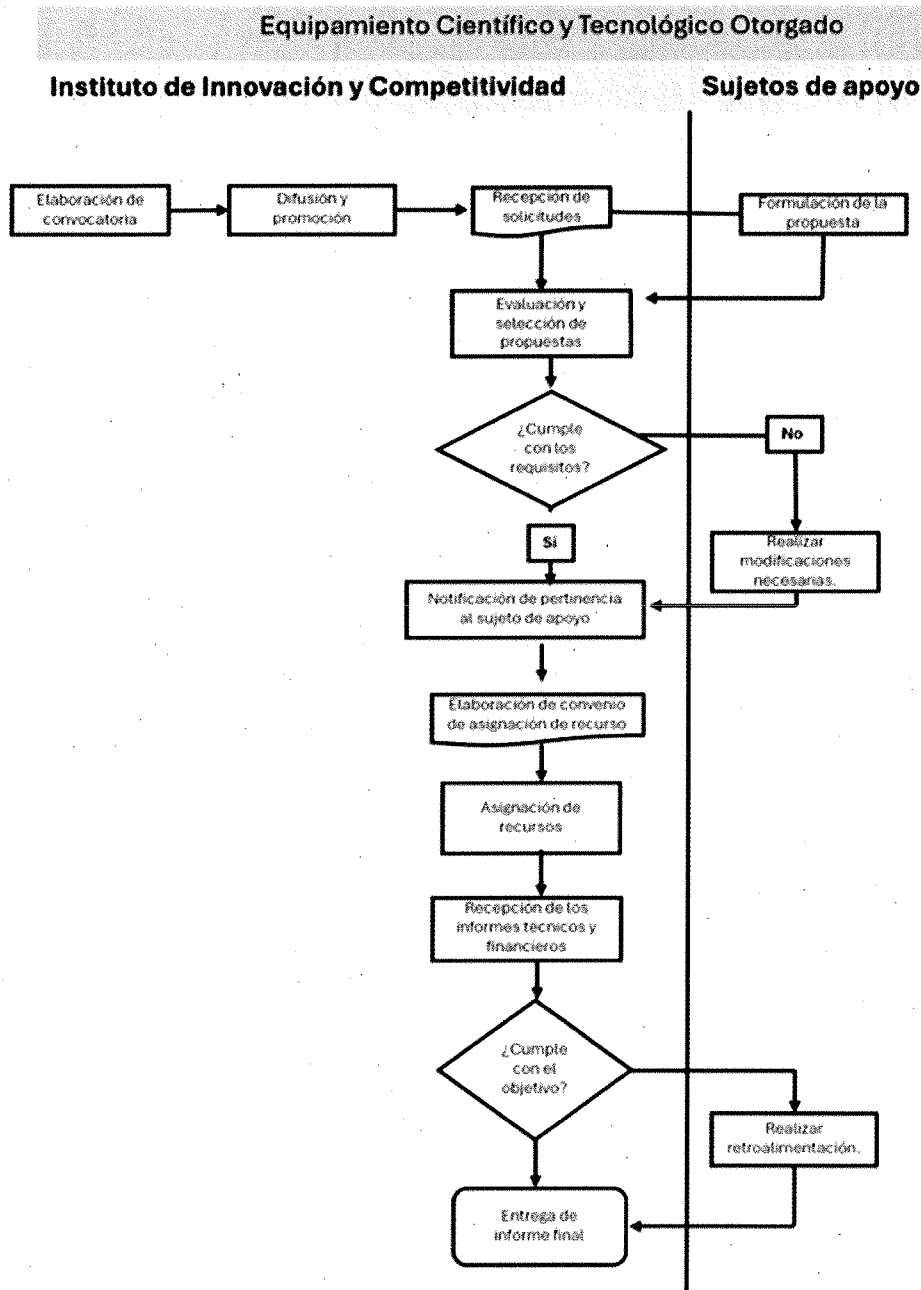 Equipamiento Científico y Tecnológico Otorgado
Instituto de Innovación y Competitividad
Sujetos de apoyo
Elaboración de
convocatoria
Difusión y
promoción
Recepción de
solicitudes
Formulación de la
propuesta
Evaluación y
selección de
propuestas
¿Cumple
con los
requisitos?
No
Sí
Realizar
modificaciones
necesarias.
Notificación de pertinencia
al sujeto de apoyo
Elaboración de convenio
de asignación de recurso
Asignación de
recursos
Recepción de los
informes técnicos y
financieros
¿Cumple
con el
objetivo?
Realizar
retroalimentación.
Entrega de
informe final